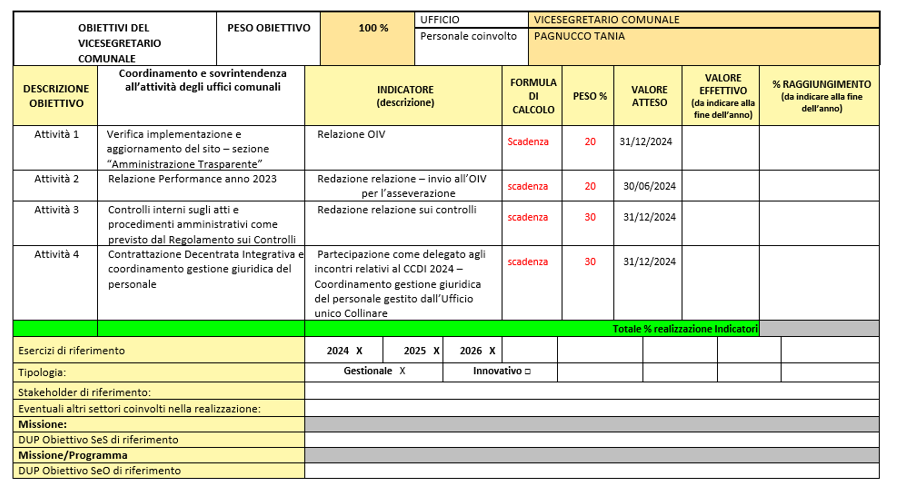 OBIETTIVI DEL
VICESEGRETARIO
COMUNALE
PESO OBIETTIVO
100 %
UFFICIO
VICESEGRETARIO COMUNALE
Personale coinvolto
PAGNUCCO TANIA
DESCRIZIONE
OBIETTIVO
Coordinamento e sovrintendenza
all'attività degli uffici comunali
INDICATORE
(descrizione)
FORMULA
DI
CALCOLO
PESO %
VALORE
ATTESO
VALORE
EFFETTIVO
(da indicare alla
fine dell'anno)
% RAGGIUNGIMENTO
(da indicare alla fine
dell'anno)
Attività 1
Verifica implementazione e
aggiornamento del sito – sezione
“Amministrazione Trasparente”
Relazione OIV
Scadenza
20
31/12/2024
Attività 2
Relazione Performance anno 2023
Redazione relazione – invio all'OIV
per l'asseverazione
scadenza
20
30/06/2024
Attività 3
Controlli interni sugli atti e
procedimenti amministrativi come
previsto dal Regolamento sui Controlli
Redazione relazione sui controlli
scadenza
30
31/12/2024
Attività 4
Contrattazione Decentrata Integrativa e
coordinamento gestione giuridica del
personale
Partecipazione come delegato agli
incontri relativi al CCDI 2024 –
Coordinamento gestione giuridica
del personale gestito dall'Ufficio
unico Collinare
scadenza
30
31/12/2024
Totale % realizzazione Indicatori
Esercizi di riferimento
2024 X
2025 X
2026 X
Tipologia:
Gestionale X
Innovativo □
Stakeholder di riferimento:
Eventuali altri settori coinvolti nella realizzazione:
Missione:
DUP Obiettivo SeS di riferimento
Missione/Programma
DUP Obiettivo SeO di riferimento